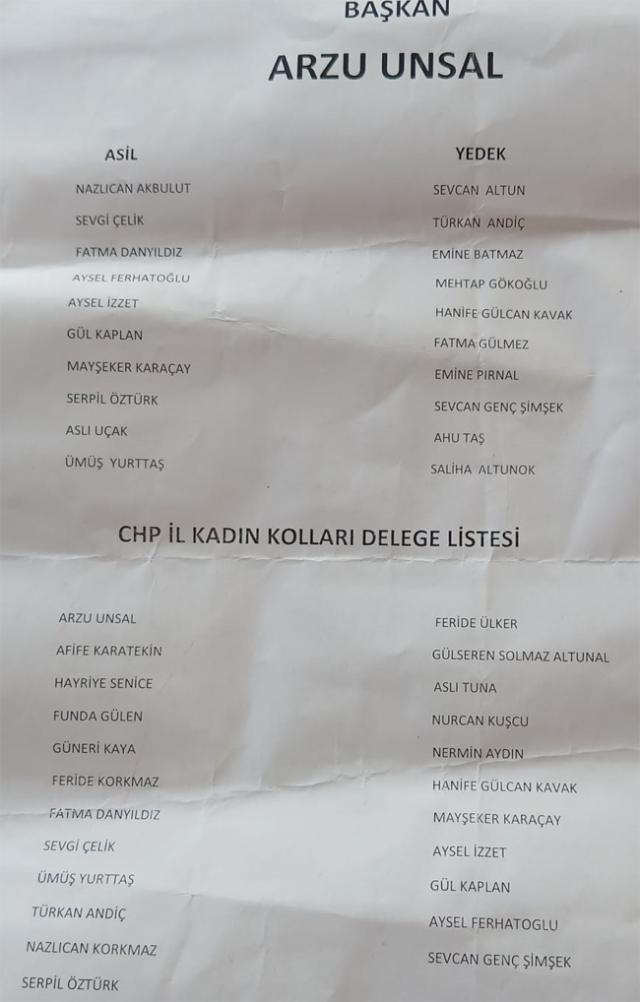 BAŞKAN
ARZU UNSAL
ASİL
NAZLICAN AKBULUT
SEVGİ ÇELİK
FATMA DANYILDIZ
AYSEL FERHATOĞLU
AYSEL İZZET
GÜL KAPLAN
MAYŞEKER KARAÇAY
SERPİL ÖZTÜRK
ASLI UÇAK
ÜMÜŞ YURTTAŞ
YEDEK
SEVCAN ALTUN
TÜRKAN ANDİÇ
EMİNE BATMAZ
MEHTAP GÖKOĞLU
HANİFE GÜLCAN KAVAK
FATMA GÜLMEZ
EMİNE PIRNAL
SEVCAN GENÇ ŞİMŞEK
AHU TAŞ
SALİHA ALTUNOK
CHP İL KADIN KOLLARI DELEGE LİSTESİ
ARZU UNSAL
AFİFE KARATEKİN
HAYRİYE SENİCE
FUNDA GÜLEN
GÜNERİ KAYA
FERİDE KORKMAZ
FATMA DANYILDIZ
SEVGİ ÇELİK
ÜMÜŞ YURTTAŞ
TÜRKAN ANDİÇ
NAZLICAN KORKMAZ
SERPİL ÖZTÜRK
FERİDE ÜLKER
GÜLSEREN SOLMAZ ALTUNAL
ASLI TUNA
NURCAN KUŞCU
NERMİN AYDIN
HANİFE GÜLCAN KAVAK
MAYŞEKER KARAÇAY
AYSEL İZZET
GÜL KAPLAN
AYSEL FERHATOGLU
SEVCAN GENÇ ŞİMŞEK